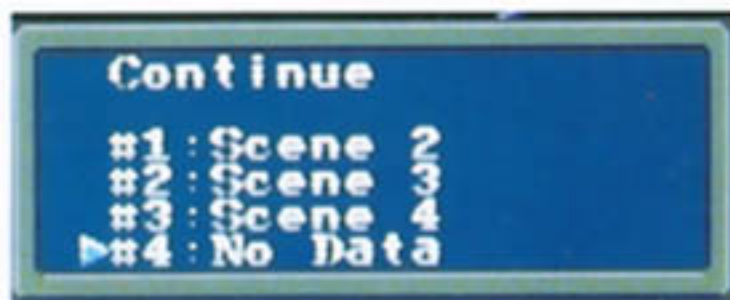 Continue
#1:Scene 2
#2:Scene 3
#3:Scene 4
#4:No Data